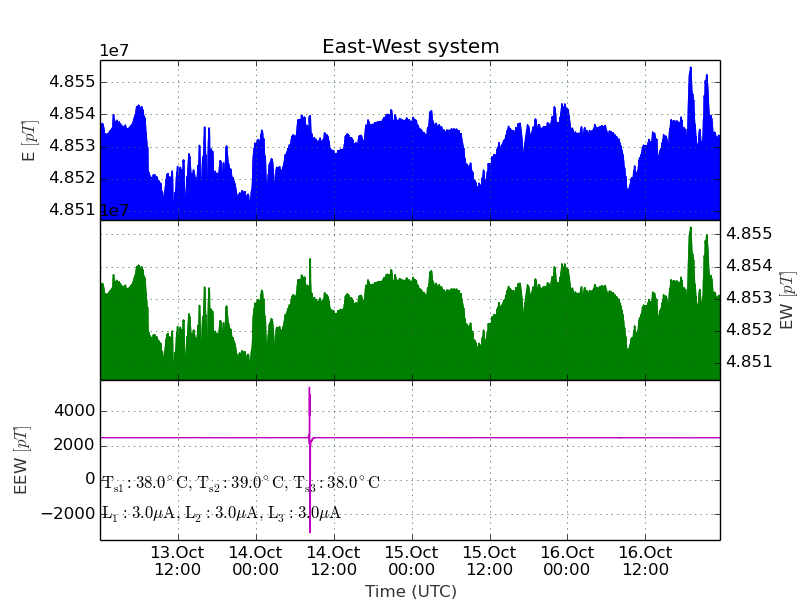 East-West system
1e7
4.855
4.854
4.853
4.852
4.851
E [pT]
1e7
4.855
4.854
4.853
4.852
4.851
EW [pT]
4000
2000
0
−2000
EEW [pT]
T_s1 : 38.0°C, T_s2 : 39.0°C, T_s3 : 38.0°C
L_1 : 3.0μA, L_2 : 3.0μA, L_3 : 3.0μA
13.Oct 14.Oct 14.Oct 15.Oct 15.Oct 16.Oct 16.Oct
12:00 00:00 12:00 00:00 12:00 00:00 12:00
Time (UTC)